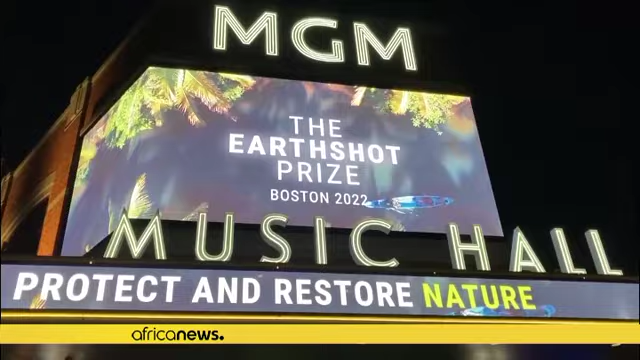 MGM
THE
EARTHSHOT
PRIZE
BOSTON 2022
MUSIC HALL
PROTECT AND RESTORE NATURE
africanews.